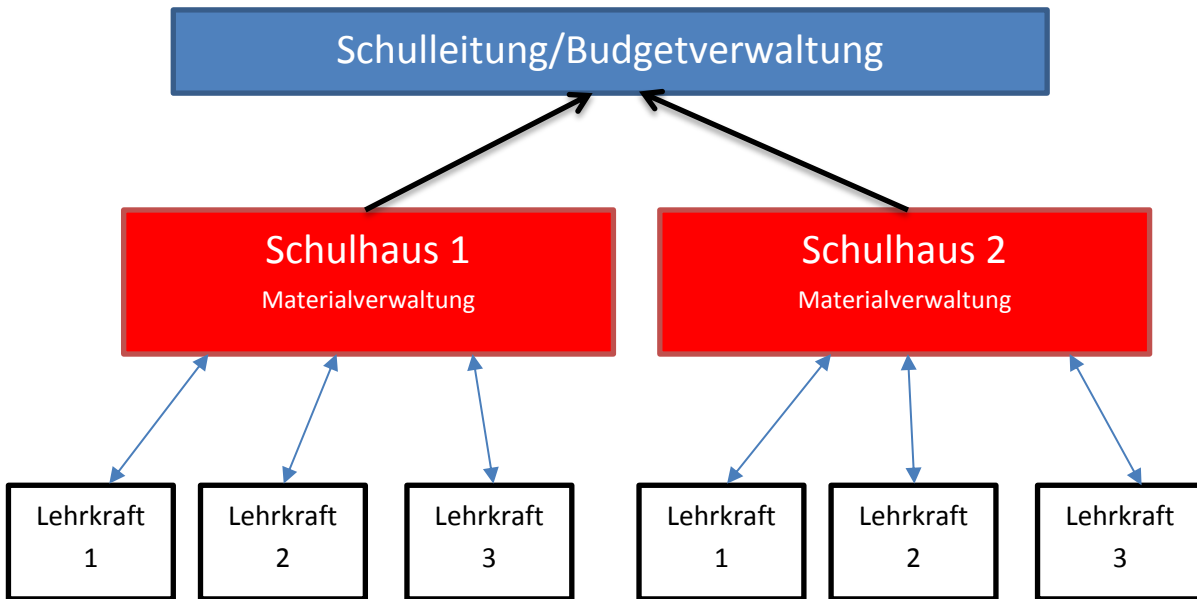 Schulleitung/Budgetverwaltung
Schulhaus 1
Materialverwaltung
Schulhaus 2
Materialverwaltung
Lehrkraft
1
Lehrkraft
2
Lehrkraft
3
Lehrkraft
1
Lehrkraft
2
Lehrkraft
3